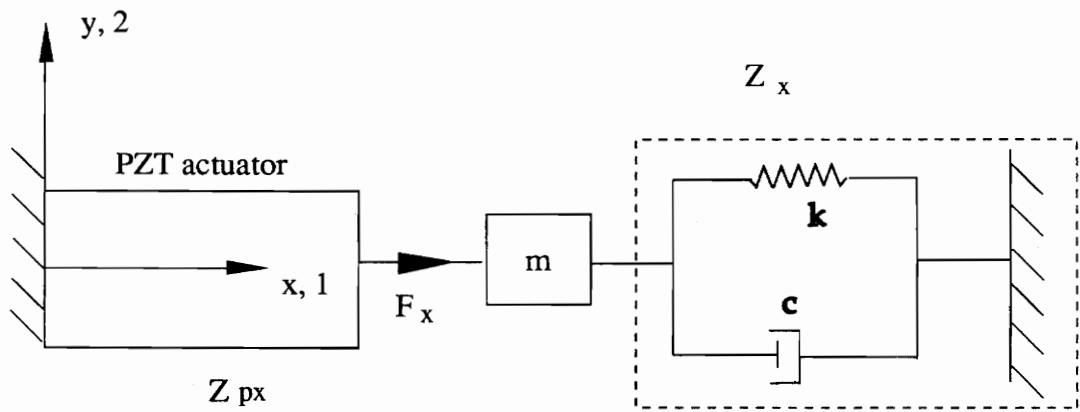 y, 2
Z x
PZT actuator
k
m
x, 1
F x
c
Z px